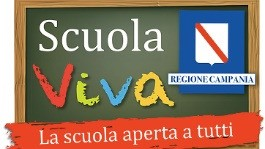 Scuola
Viva
REGIONE CAMPANIA
La scuola aperta a tutti